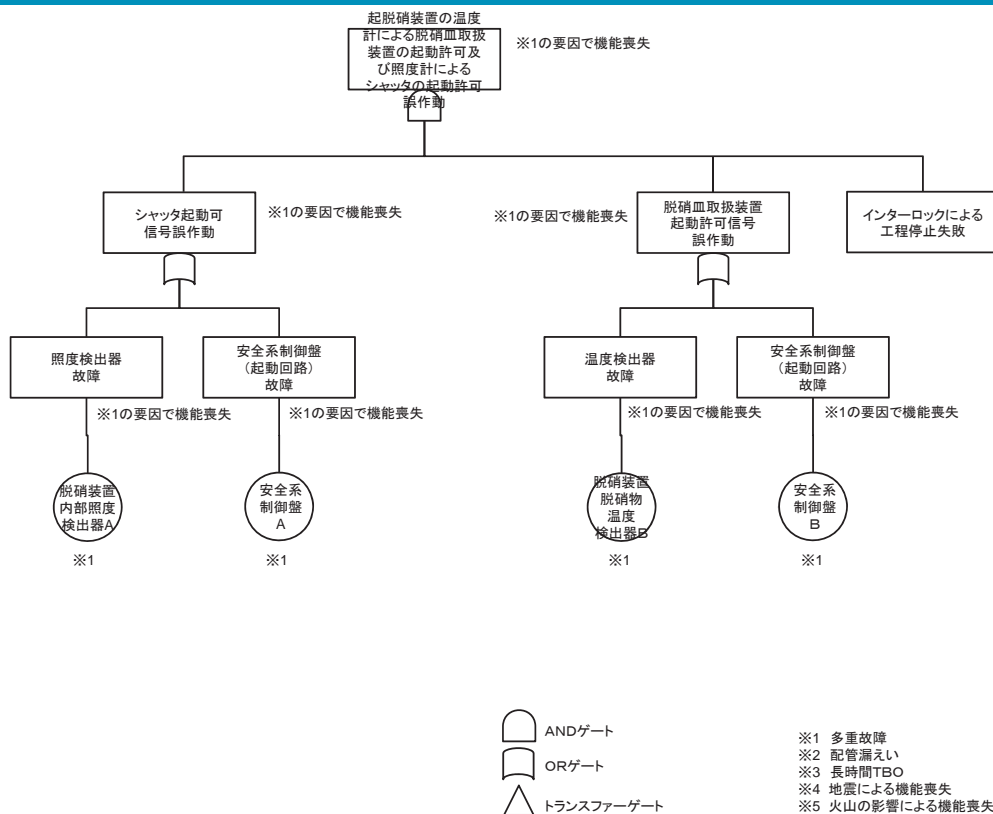 起脱硝装置の温度
計による脱硝皿取扱
装置の起動許可及
び照度計による
シャッタの起動許可
誤作動
※1の要因で機能喪失
シャッタ起動可
信号誤作動
※1の要因で機能喪失
※1の要因で機能喪失
脱硝皿取扱装置
起動許可信号
誤作動
インターロックによる
工程停止失敗
照度検出器
故障
安全系制御盤
（起動回路）
故障
温度検出器
故障
安全系制御盤
（起動回路）
故障
※1の要因で機能喪失
※1の要因で機能喪失
※1の要因で機能喪失
※1の要因で機能喪失
脱硝装置
内部照度
検出器A
安全系
制御盤
A
脱硝装置
脱硝物
温度
検出器B
安全系
制御盤
B
※1
※1
※1
※1
ANDゲート
ORゲート
トランスファーゲート
※1 多重故障
※2 配管漏えい
※3 長時間TBO
※4 地震による機能喪失
※5 火山の影響による機能喪失